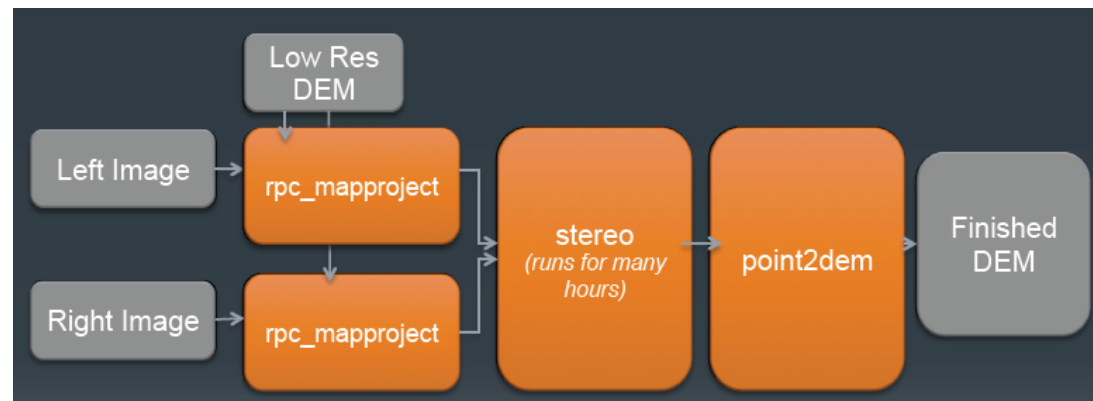 Low Res
DEM
Left Image
rpc_mapproject
Right Image
rpc_mapproject
stereo
(runs for many
hours)
point2dem
Finished
DEM